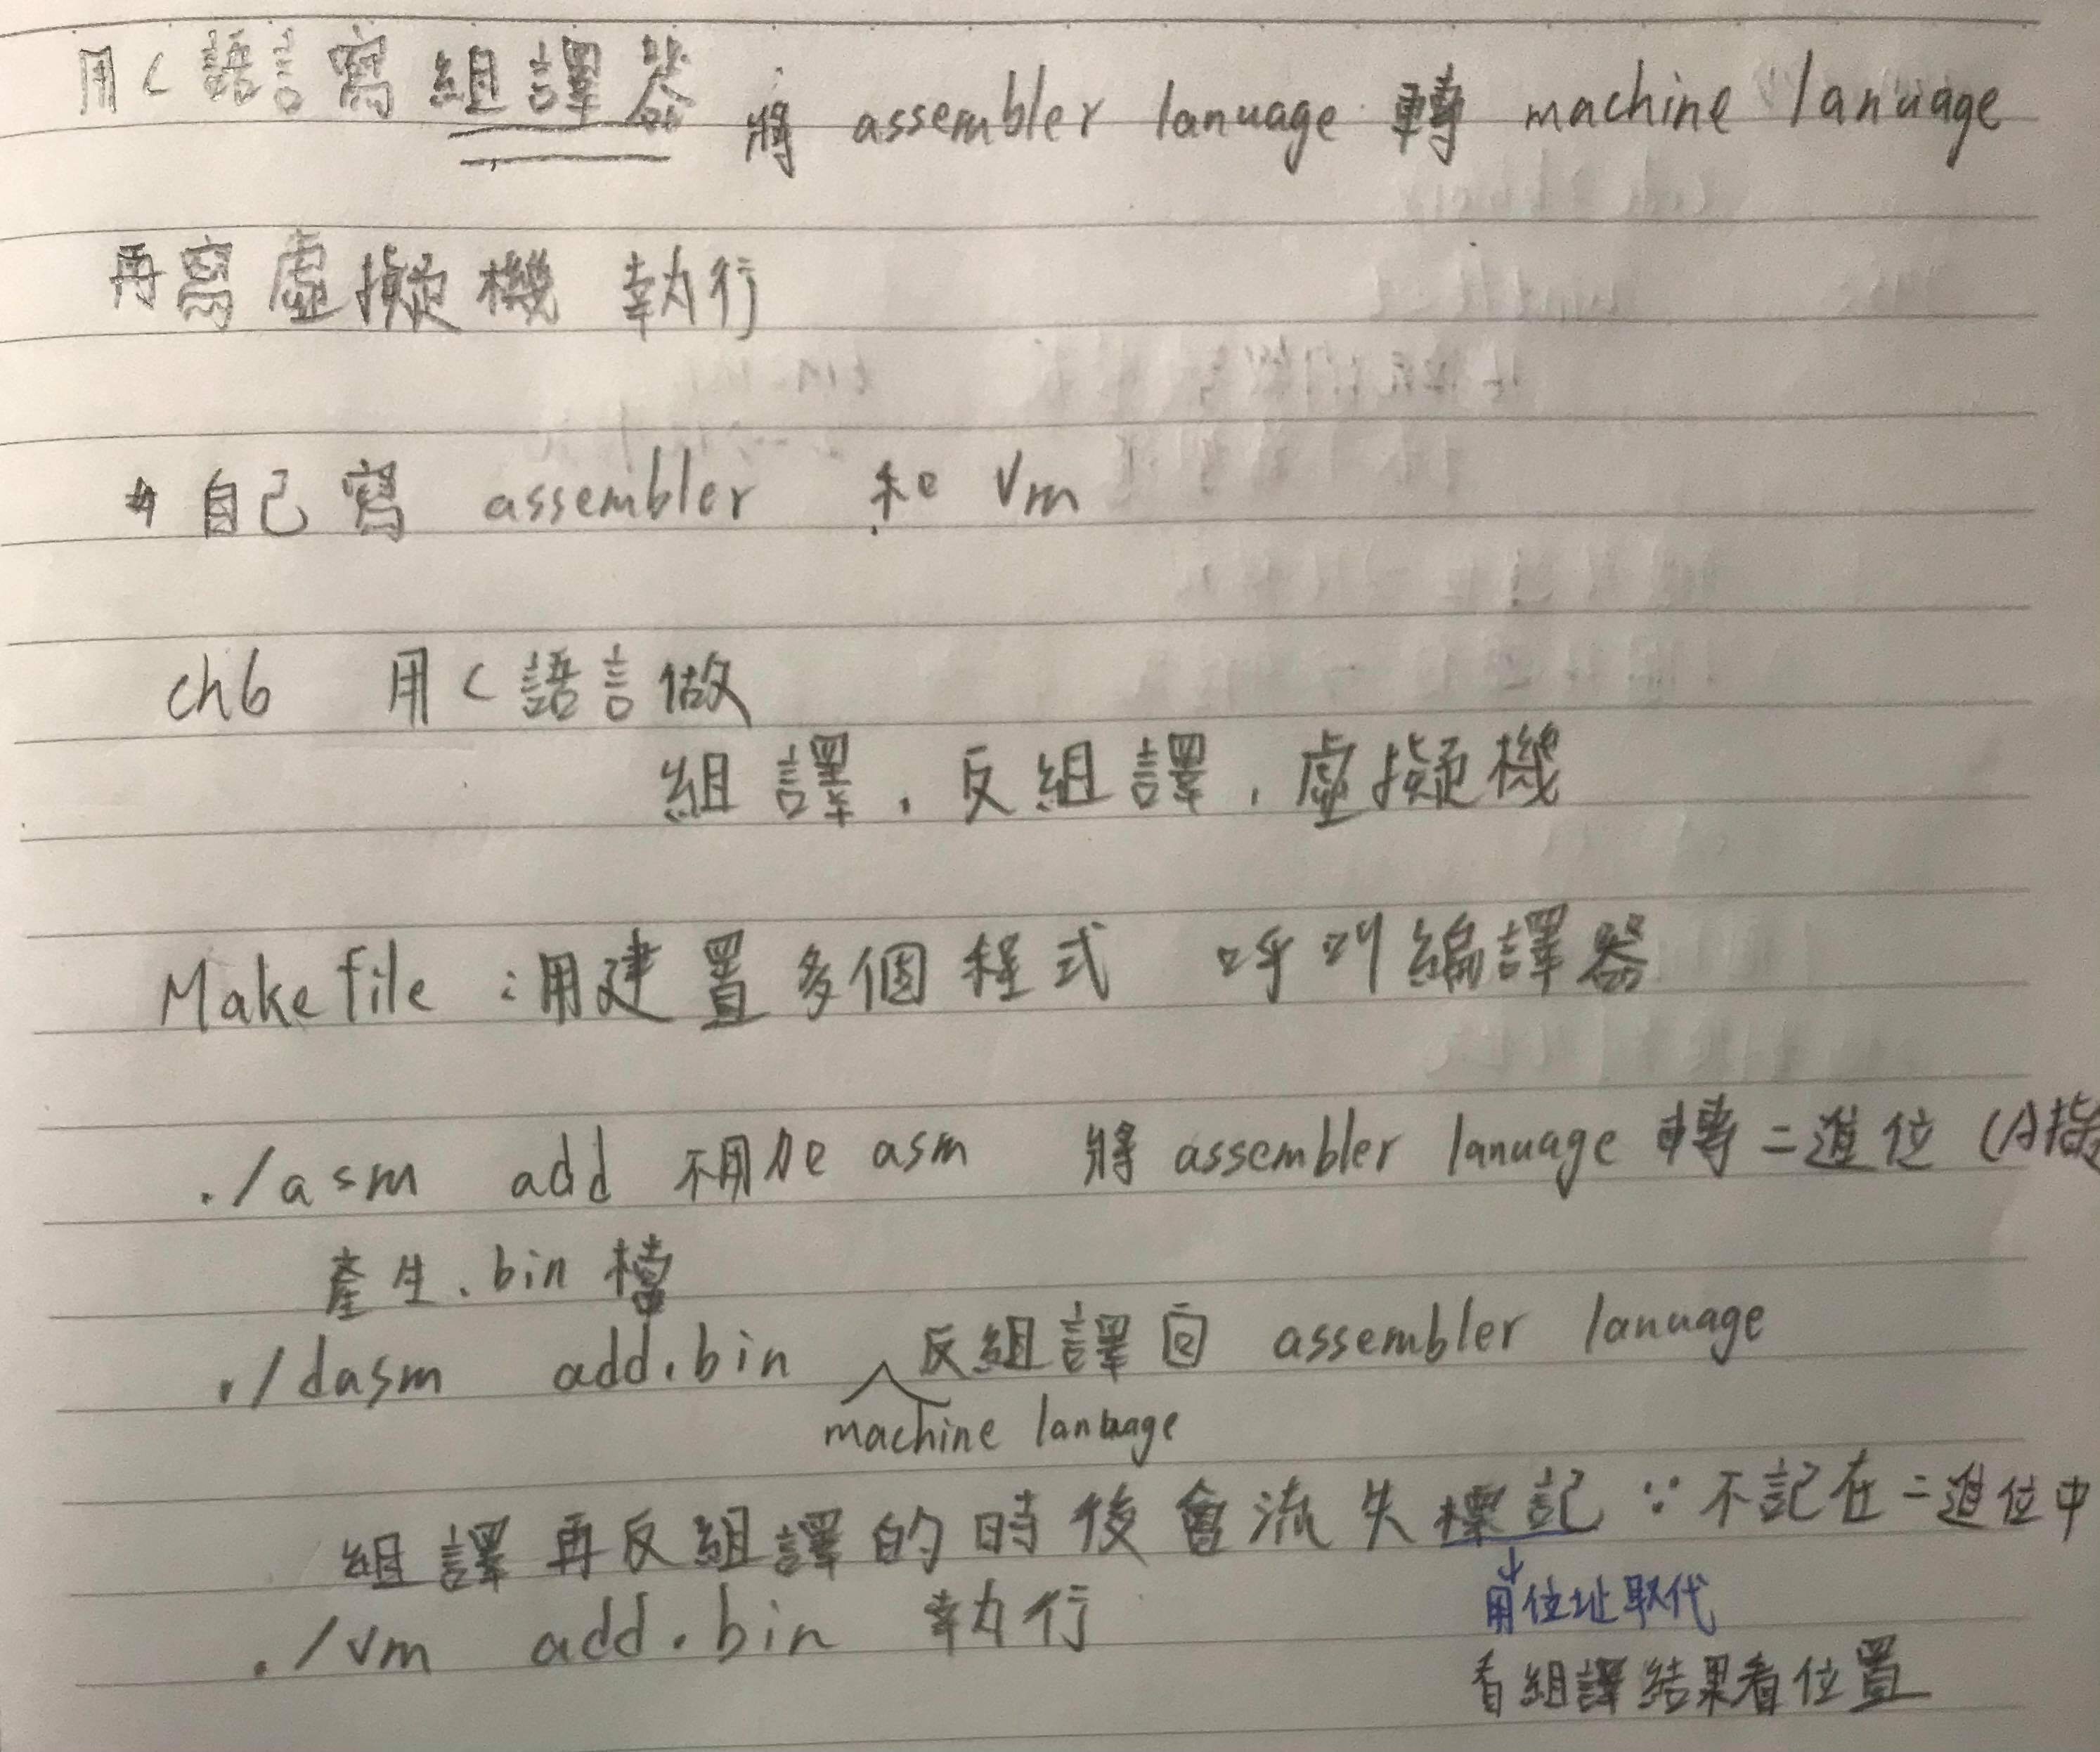 用C語言寫組譯器 將 assembler lanuage 轉 machine lanuage
再寫虛擬機 執行
自己寫 assembler 和 Vm
ch6 用C語言做
組譯, 反組譯, 虛擬機
Makefile :用建置多個程式 呼叫編譯器
./asm add 不用加 asm 將 assembler lanuage 轉二進位 (A指
產生.bin檔
./dasm add.bin 反組譯回 assembler lanuage
machine lanuage
組譯再反組譯的時後會流失標記 ∵不記在二進位中
用位址取代
./vm add.bin 執行
看組譯結果看位置